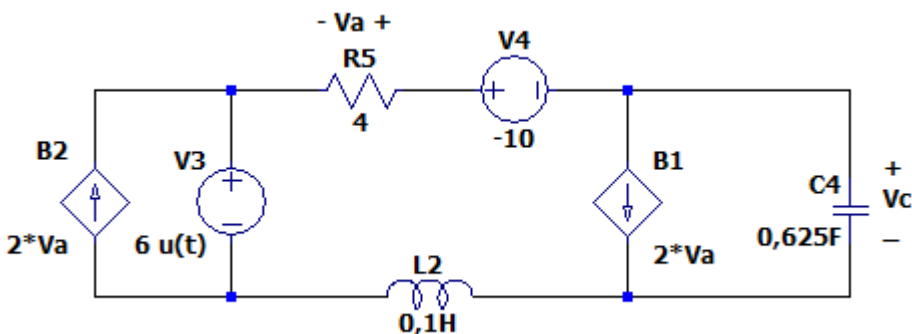 - Va +
R5
4
V4
-10
B2
2*Va
V3
6 u(t)
B1
2*Va
C4
0,625F
+
Vc
–
L2
0,1H